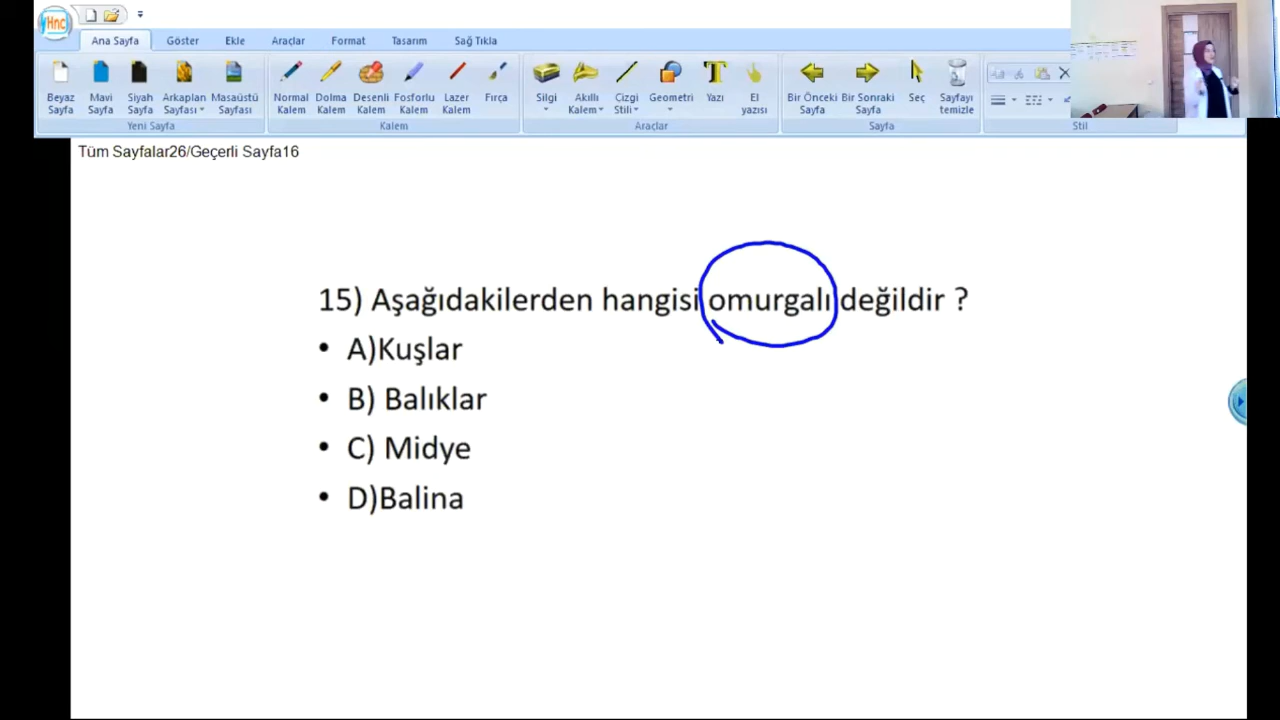 Hnc
Ana Sayfa Göster Ekle Araçlar Format Tasarım Sağ Tıkla
Beyaz Sayfa
Mavi Sayfa
Siyah Sayfa
Arkaplan Sayfası
Masaüstü Sayfası
Normal Kalem
Dolma Kalem
Desenli Kalem
Fosforlu Kalem
Lazer Kalem
Fırça
Silgi
Akıllı Kalem
Çizgi Stili
Geometri
Yazı
El yazısı
Bir Önceki Sayfa
Bir Sonraki Sayfa
Seç
Sayfayı temizle
Yeni Sayfa Kalem Araçlar Sayfa Stil
Tüm Sayfalar26/Geçerli Sayfa16
15) Aşağıdakilerden hangisi omurgalı değildir ?
• A)Kuşlar
• B) Balıklar
• C) Midye
• D)Balina